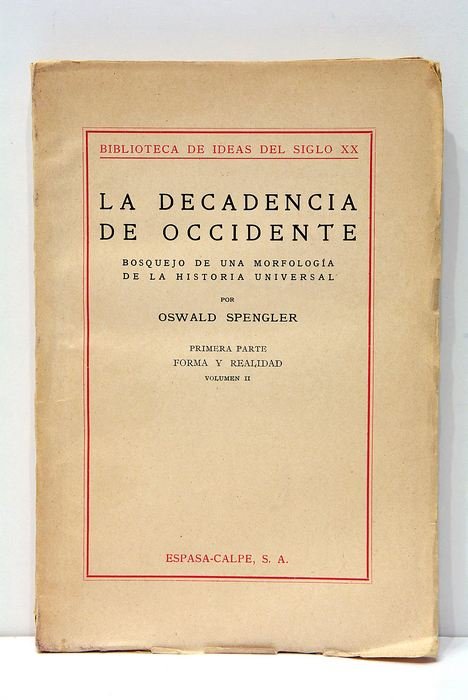 BIBLIOTECA DE IDEAS DEL SIGLO XX
LA DECADENCIA
DE OCCIDENTE
BOSQUEJO DE UNA MORFOLOGÍA
DE LA HISTORIA UNIVERSAL
POR
OSWALD SPENGLER
PRIMERA PARTE
FORMA Y REALIDAD
VOLUMEN II
ESPASA-CALPE, S. A.